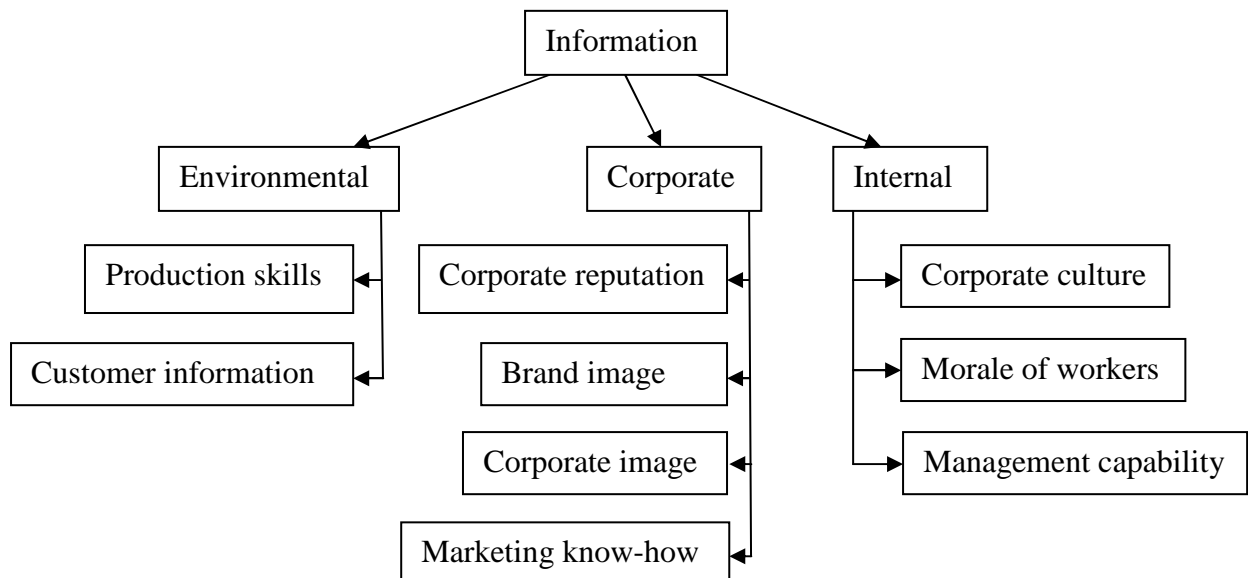 Information
Environmental
Corporate
Internal
Production skills
Corporate reputation
Corporate culture
Customer information
Brand image
Morale of workers
Corporate image
Management capability
Marketing know-how